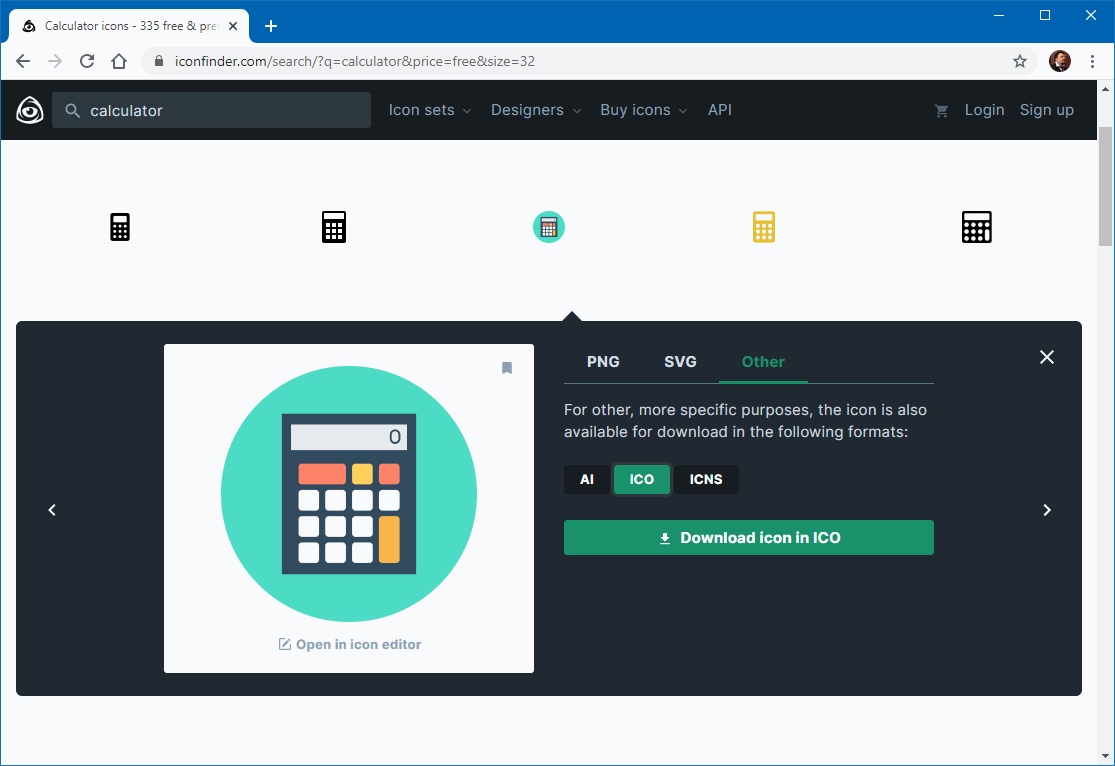 Calculator icons - 335 free & pre
iconfinder.com/search/?q=calculator&price=free&size=32
calculator
Icon sets
Designers
Buy icons
API
Login
Sign up
0
Open in icon editor
PNG
SVG
Other
For other, more specific purposes, the icon is also
available for download in the following formats:
AI
ICO
ICNS
Download icon in ICO